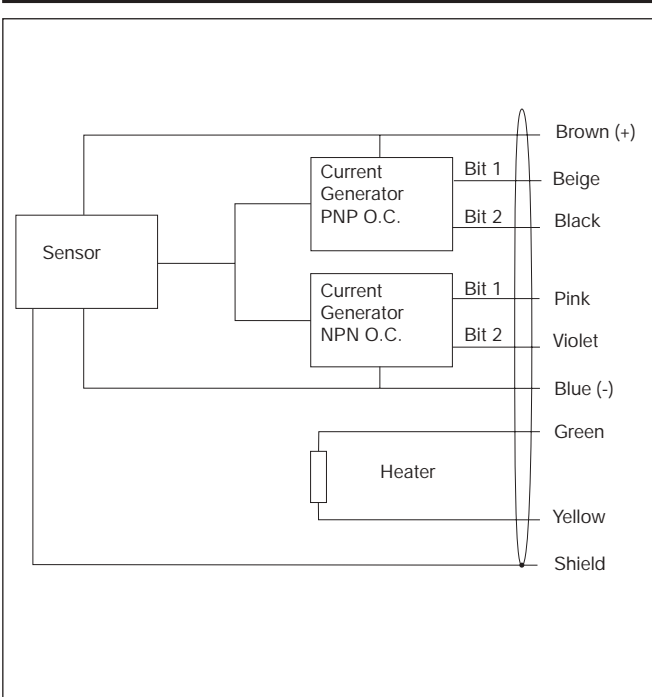 Brown (+)
Current
Generator
PNP O.C.
Bit 1
Beige
Bit 2
Black
Sensor
Current
Generator
NPN O.C.
Bit 1
Pink
Bit 2
Violet
Blue (-)
Green
Heater
Yellow
Shield